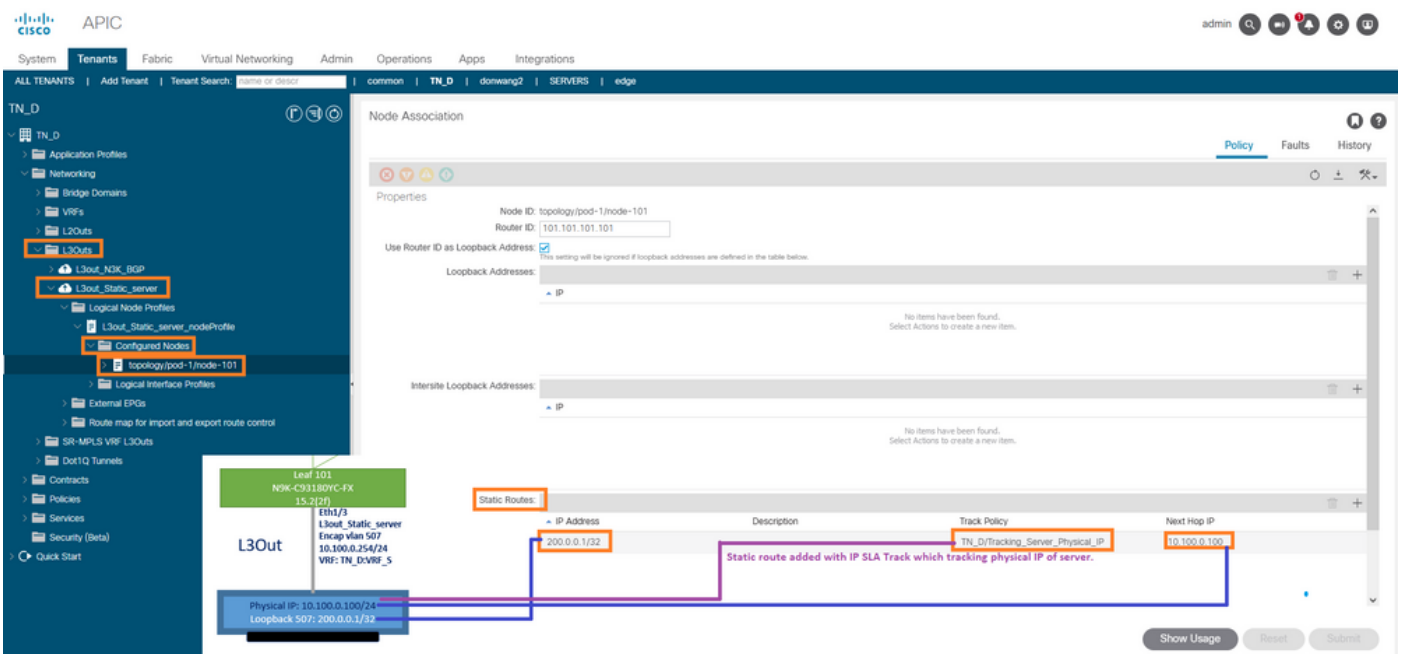 cisco
APIC
admin
1
System Tenants Fabric Virtual Networking Admin Operations Apps Integrations
ALL TENANTS | Add Tenant | Tenant Search: name or descr | common | TN_D | donwang2 | SERVERS | edge
TN_D
TN_D
Application Profiles
Networking
Bridge Domains
VRFs
L2Outs
L3Outs
L3out_N3K_BGP
L3out_Static_server
Logical Node Profiles
L3out_Static_server_nodeProfile
Configured Nodes
topology/pod-1/node-101
Logical Interface Profiles
External EPGs
Route map for import and export route control
SR-MPLS VRF L3Outs
Dot1Q Tunnels
Contracts
Policies
Services
Security (Beta)
Quick Start
Node Association
Policy Faults History
Properties
Node ID: topology/pod-1/node-101
Router ID: 101.101.101.101
Use Router ID as Loopback Address:
This setting will be ignored if loopback addresses are defined in the table below.
Loopback Addresses:
IP
No items have been found.
Select Actions to create a new item.
Intersite Loopback Addresses:
IP
No items have been found.
Select Actions to create a new item.
Static Routes:
IP Address Description Track Policy Next Hop IP
200.0.0.1/32 TN_D/Tracking_Server_Physical_IP 10.100.0.100
Static route added with IP SLA Track which tracking physical IP of server.
Leaf 101
N9K-C93180YC-FX
15.2(2f)
Eth1/3
L3out_Static_server
Encap vlan 507
10.100.0.254/24
VRF: TN_D:VRF_S
L3Out
Physical IP: 10.100.0.100/24
Loopback 507: 200.0.0.1/32
Show Usage Reset Submit